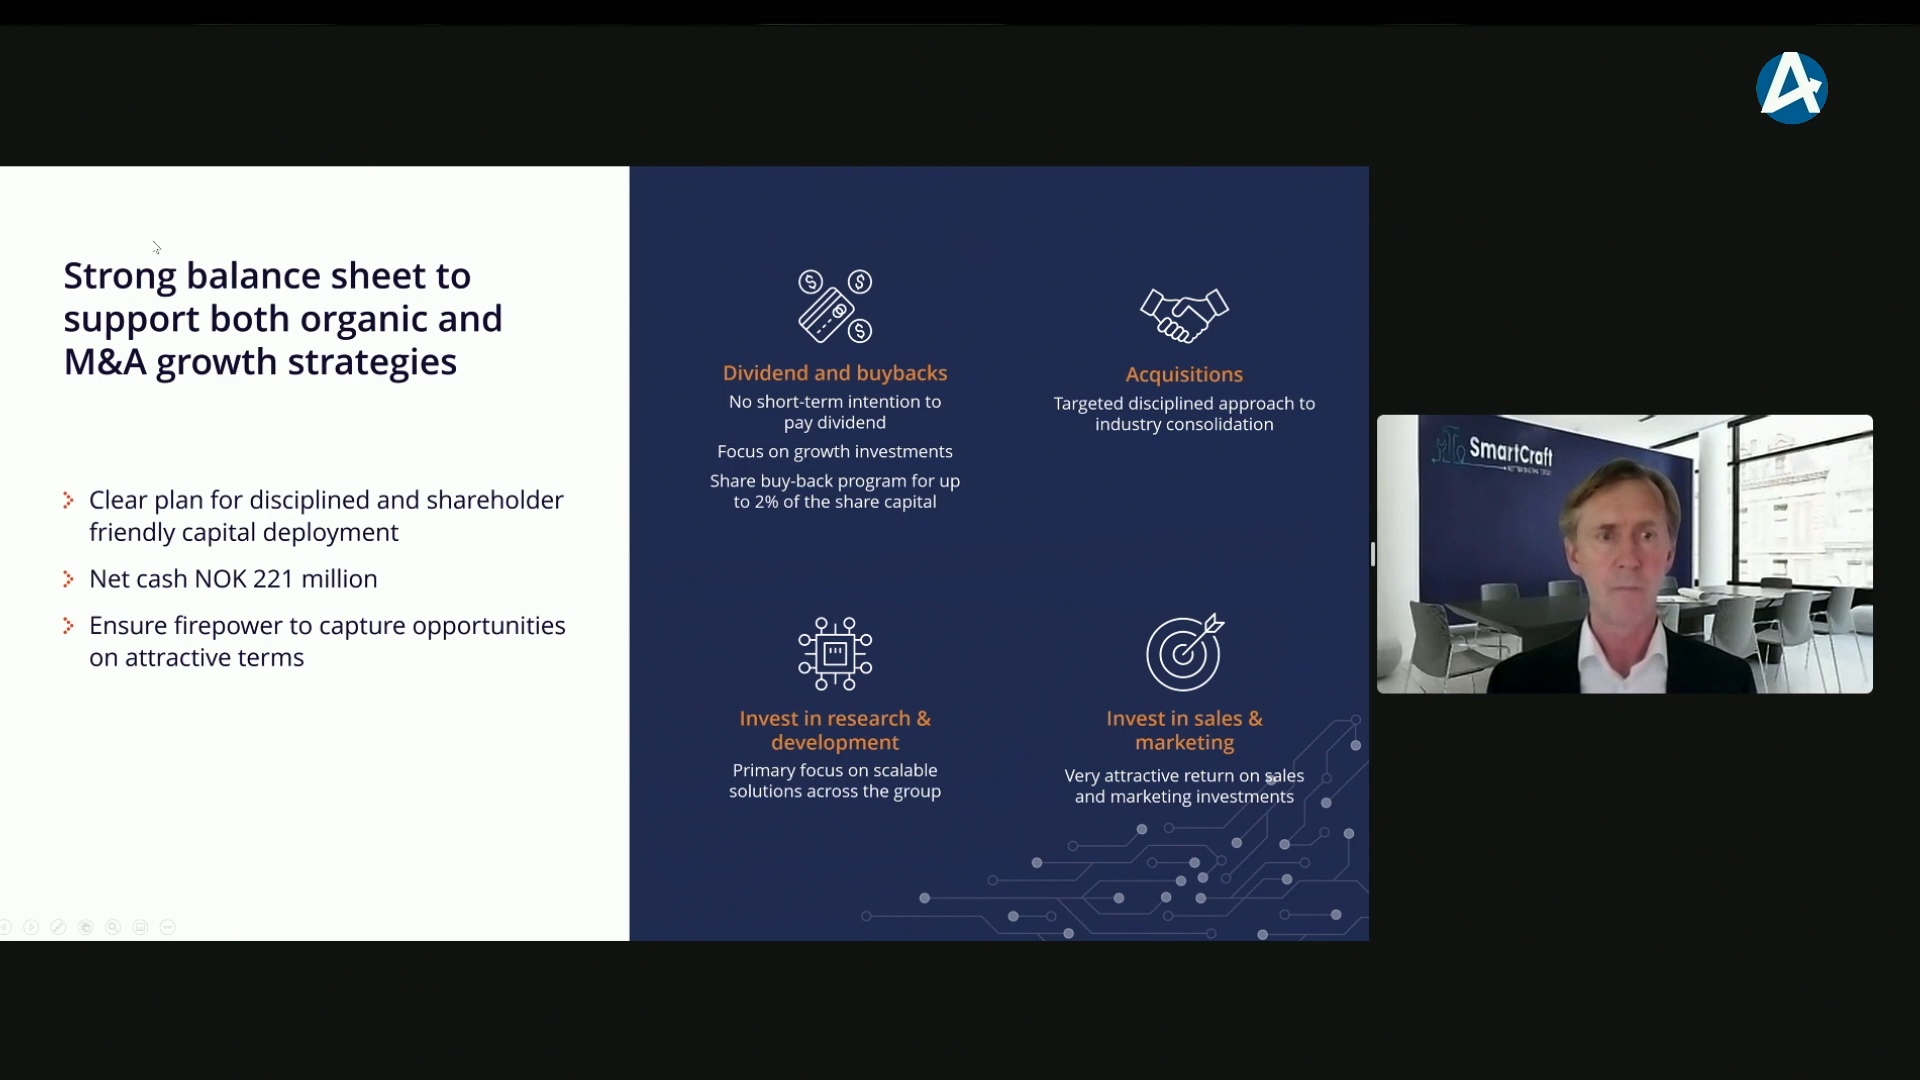 Strong balance sheet to
support both organic and
M&A growth strategies
Clear plan for disciplined and shareholder
friendly capital deployment
Net cash NOK 221 million
Ensure firepower to capture opportunities
on attractive terms
Dividend and buybacks
No short-term intention to
pay dividend
Focus on growth investments
Share buy-back program for up
to 2% of the share capital
Acquisitions
Targeted disciplined approach to
industry consolidation
Invest in research &
development
Primary focus on scalable
solutions across the group
Invest in sales &
marketing
Very attractive return on sales
and marketing investments
SmartCraft